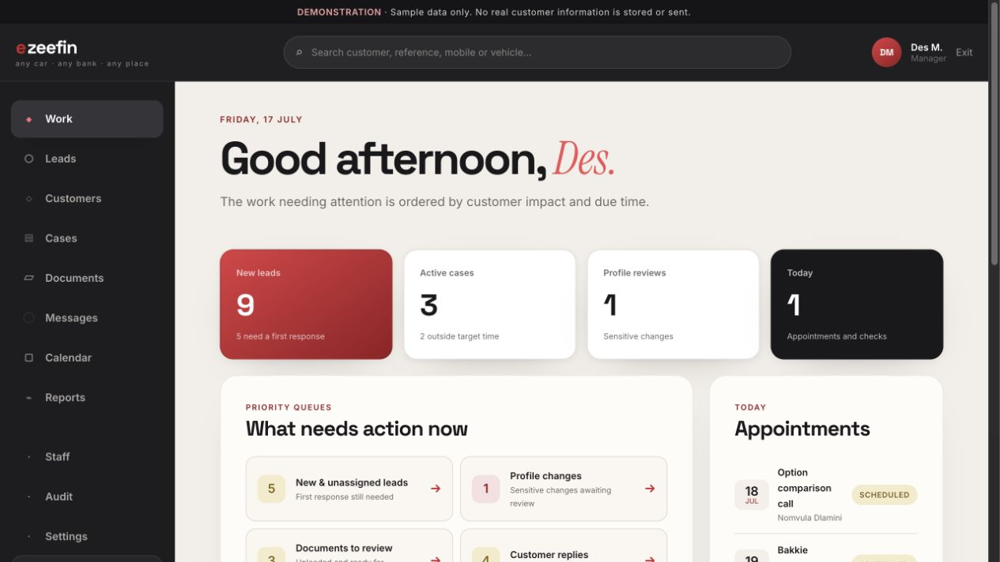 DEMONSTRATION · Sample data only. No real customer information is stored or sent.
ezeefin
any car · any bank · any place
Search customer, reference, mobile or vehicle...
DM
Des M.
Manager
Exit
Work
Leads
Customers
Cases
Documents
Messages
Calendar
Reports
Staff
Audit
Settings
FRIDAY, 17 JULY
Good afternoon, Des.
The work needing attention is ordered by customer impact and due time.
New leads
9
5 need a first response
Active cases
3
2 outside target time
Profile reviews
1
Sensitive changes
Today
1
Appointments and checks
PRIORITY QUEUES
What needs action now
5
New & unassigned leads
First response still needed
1
Profile changes
Sensitive changes awaiting
review
3
Documents to review
4
Customer replies
TODAY
Appointments
18
JUL
Option
comparison
call
Nomvula Dlamini
SCHEDULED
19
Bakkie